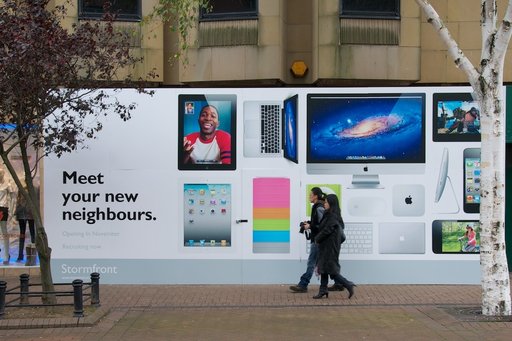 Meet
your new
neighbours.
Opening in November
Recruiting now
Stormfront